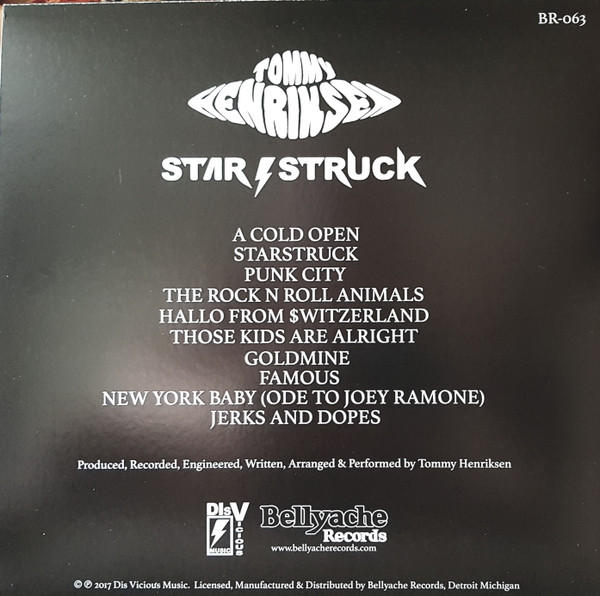 BR-063
TOMMY
HENRIKSEN
STAR STRUCK
A COLD OPEN
STARSTRUCK
PUNK CITY
THE ROCK N ROLL ANIMALS
HALLO FROM $WITZERLAND
THOSE KIDS ARE ALRIGHT
GOLDMINE
FAMOUS
NEW YORK BABY (ODE TO JOEY RAMONE)
JERKS AND DOPES
Produced, Recorded, Engineered, Written, Arranged & Performed by Tommy Henriksen
DIsVicious
MUSIC
Bellyache
Records
www.bellyacherecords.com
© ℗ 2017 Dis Vicious Music. Licensed, Manufactured & Distributed by Bellyache Records, Detroit Michigan